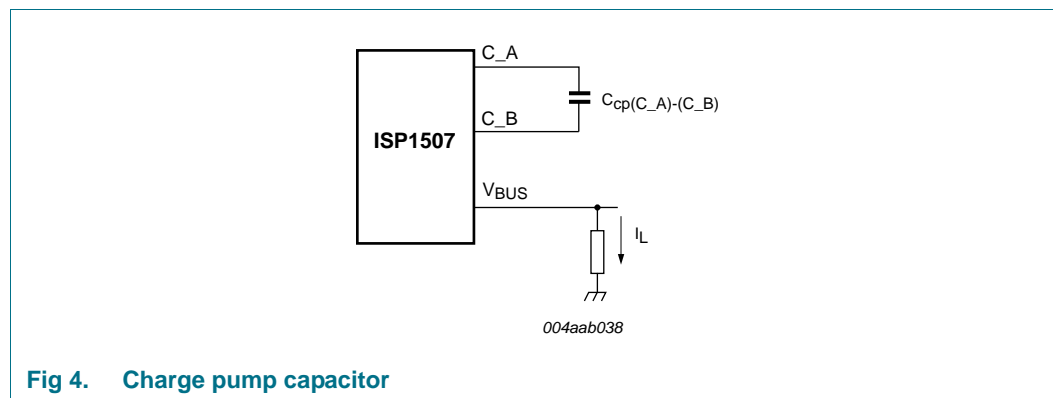 C_A
Ccp(C_A)-(C_B)
C_B
ISP1507
VBUS
IL
004aab038
Fig 4. Charge pump capacitor